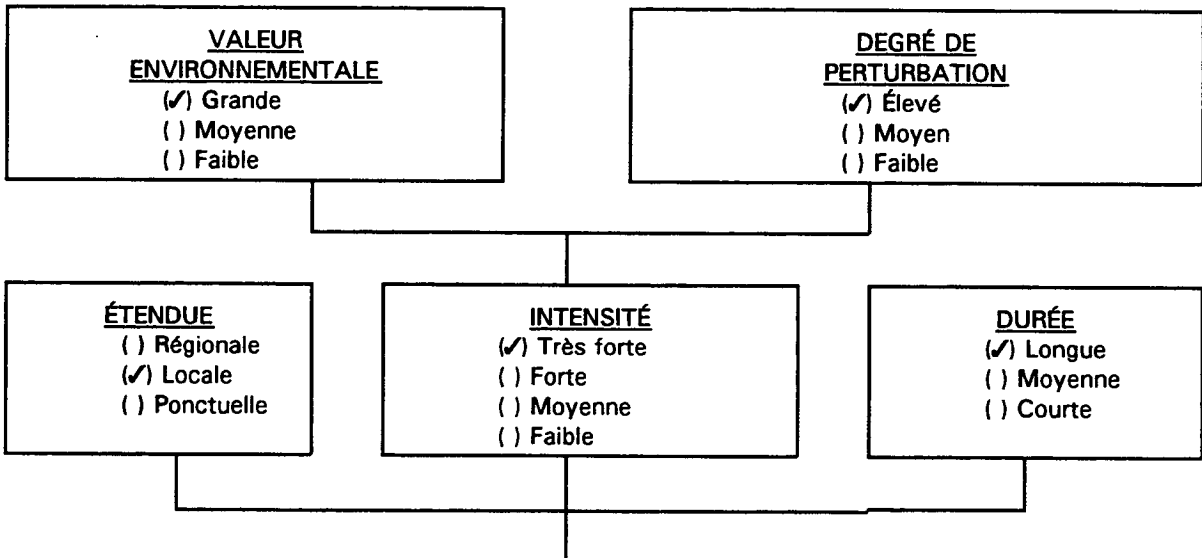 VALEUR
ENVIRONNEMENTALE
(✓) Grande
( ) Moyenne
( ) Faible
DEGRÉ DE
PERTURBATION
(✓) Élevé
( ) Moyen
( ) Faible
ÉTENDUE
( ) Régionale
(✓) Locale
( ) Ponctuelle
INTENSITÉ
(✓) Très forte
( ) Forte
( ) Moyenne
( ) Faible
DURÉE
(✓) Longue
( ) Moyenne
( ) Courte